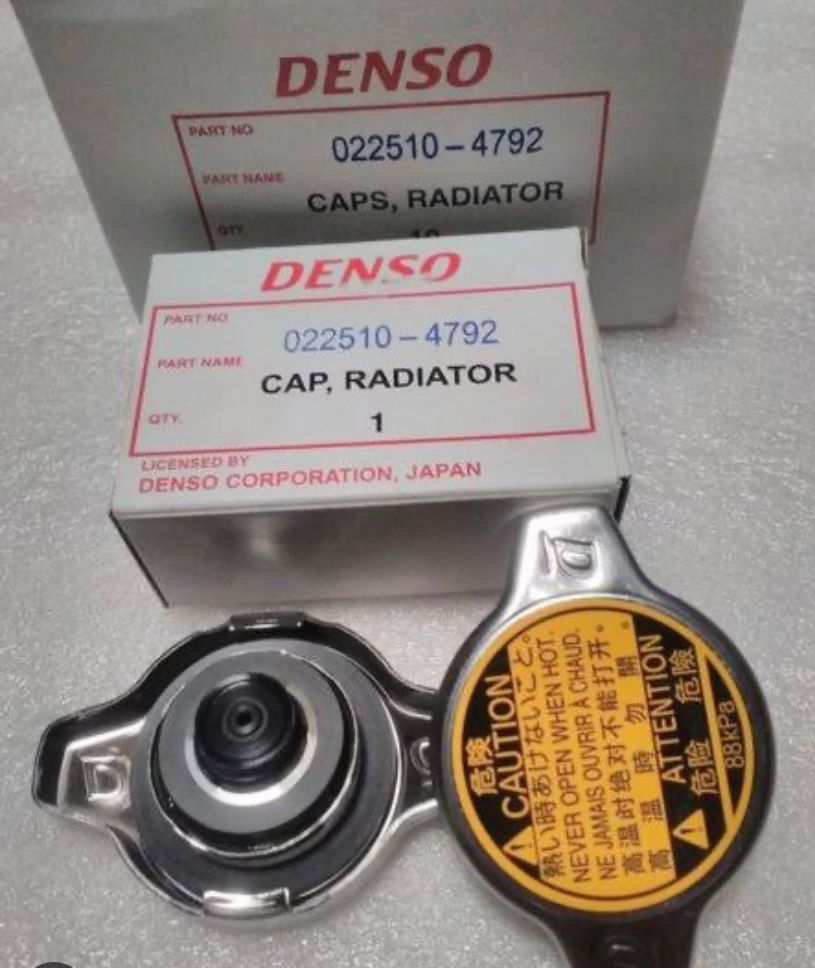 DENSO
PART NO
022510-4792
PART NAME
CAPS, RADIATOR
QTY
10
DENSO
PART NO
022510-4792
PART NAME
CAP, RADIATOR
QTY.
1
LICENSED BY
DENSO CORPORATION, JAPAN
危険
CAUTION
熱い時あけないこと。
NEVER OPEN WHEN HOT.
NE JAMAIS OUVRIR À CHAUD.
高温时绝对不能打开。
高温時勿開。
ATTENTION
危险 危險
88kPa
D